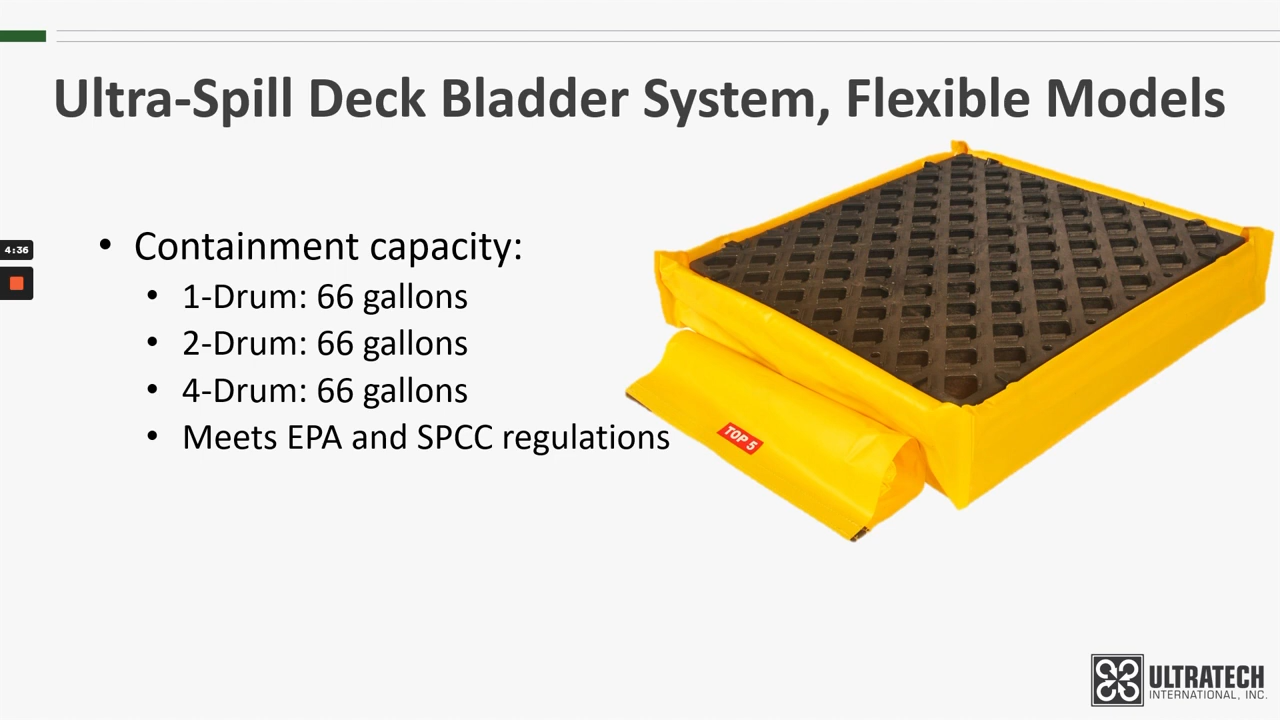 Ultra-Spill Deck Bladder System, Flexible Models
4:36
• Containment capacity:
• 1-Drum: 66 gallons
• 2-Drum: 66 gallons
• 4-Drum: 66 gallons
• Meets EPA and SPCC regulations
TOP 5
ULTRATECH
INTERNATIONAL, INC.